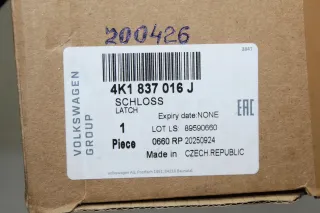 200426
4K1 837 016 J
SCHLOSS
LATCH
Expiry date: NONE
1
Piece
LOT LS: 89590660
0660 RP 20250924
Made in CZECH REPUBLIC
VOLKSWAGEN
GROUP
EAC